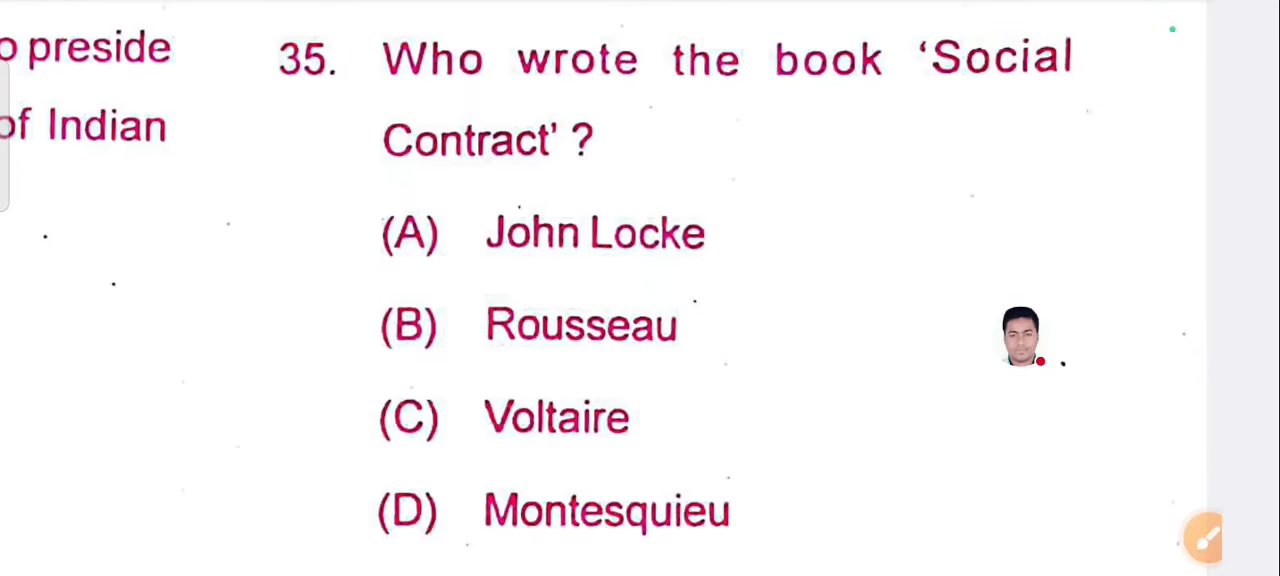 o preside
of Indian
35. Who wrote the book ‘Social
Contract’ ?
(A) John Locke
(B) Rousseau
(C) Voltaire
(D) Montesquieu